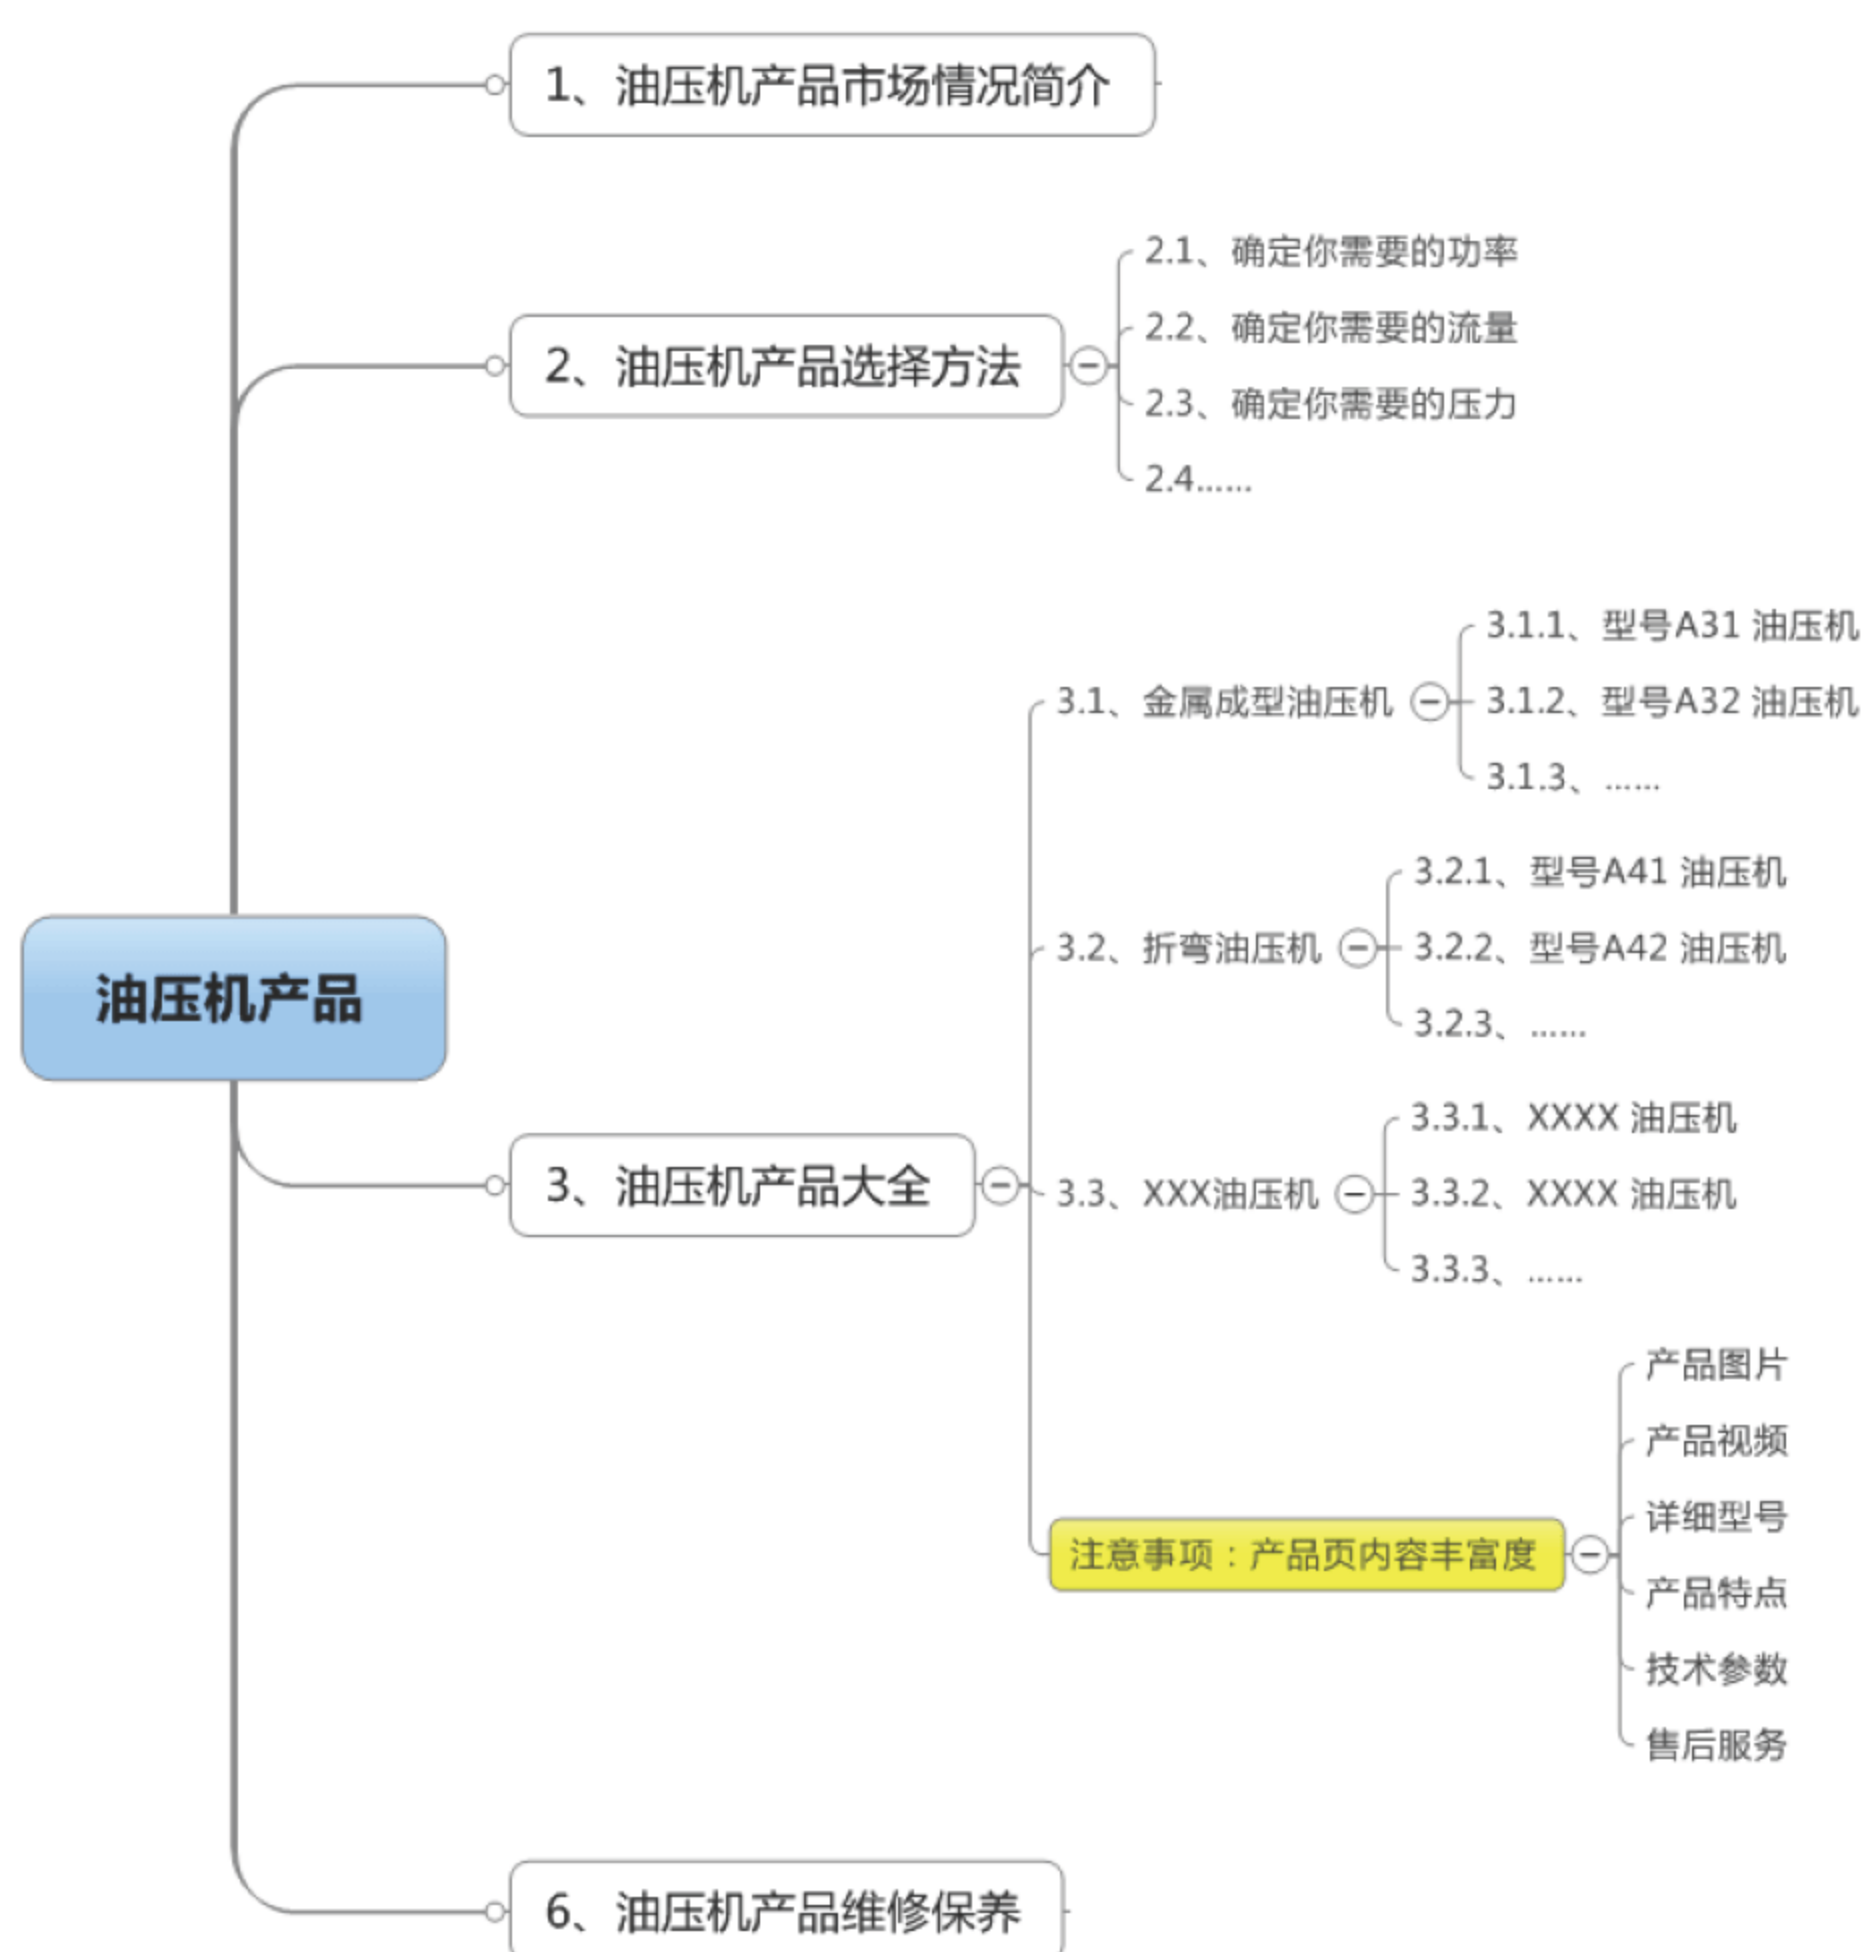 1、油压机产品市场情况简介
2、油压机产品选择方法
2.1、确定你需要的功率
2.2、确定你需要的流量
2.3、确定你需要的压力
2.4……
油压机产品
3、油压机产品大全
3.1、金属成型油压机
3.1.1、型号A31 油压机
3.1.2、型号A32 油压机
3.1.3、……
3.2、折弯油压机
3.2.1、型号A41 油压机
3.2.2、型号A42 油压机
3.2.3、……
3.3、XXX油压机
3.3.1、XXXX 油压机
3.3.2、XXXX 油压机
3.3.3、……
注意事项：产品页内容丰富度
产品图片
产品视频
详细型号
产品特点
技术参数
售后服务
6、油压机产品维修保养